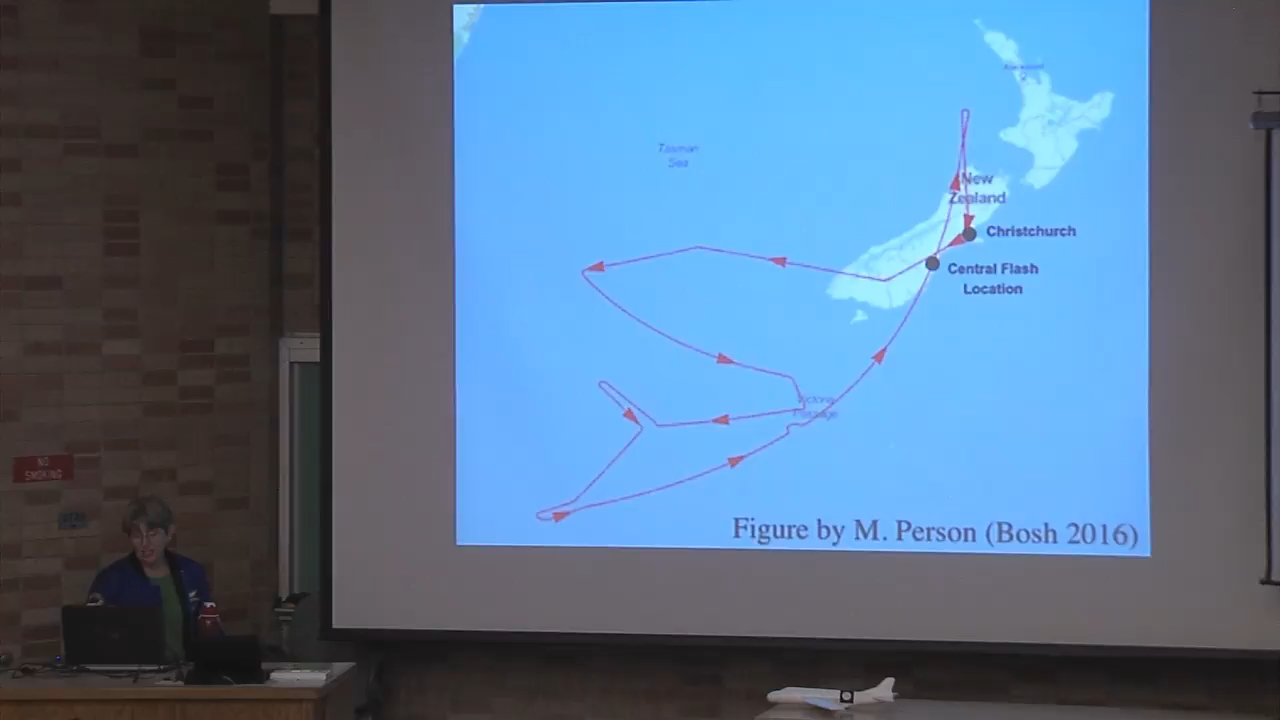 Tasman
Sea
New
Zealand
Christchurch
Central Flash
Location
NO
SMOKING
Figure by M. Person (Bosh 2016)